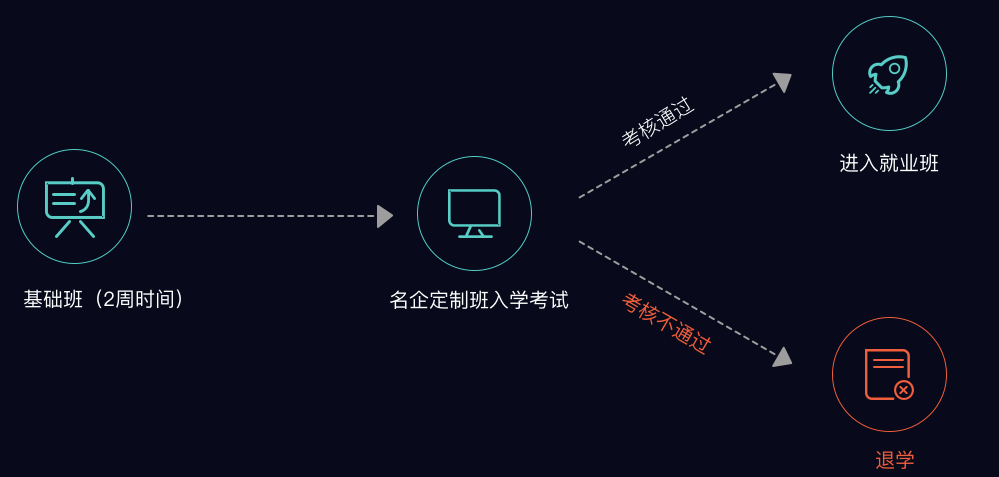 考核通过
进入就业班
基础班（2周时间）
名企定制班入学考试
考核不通过
退学